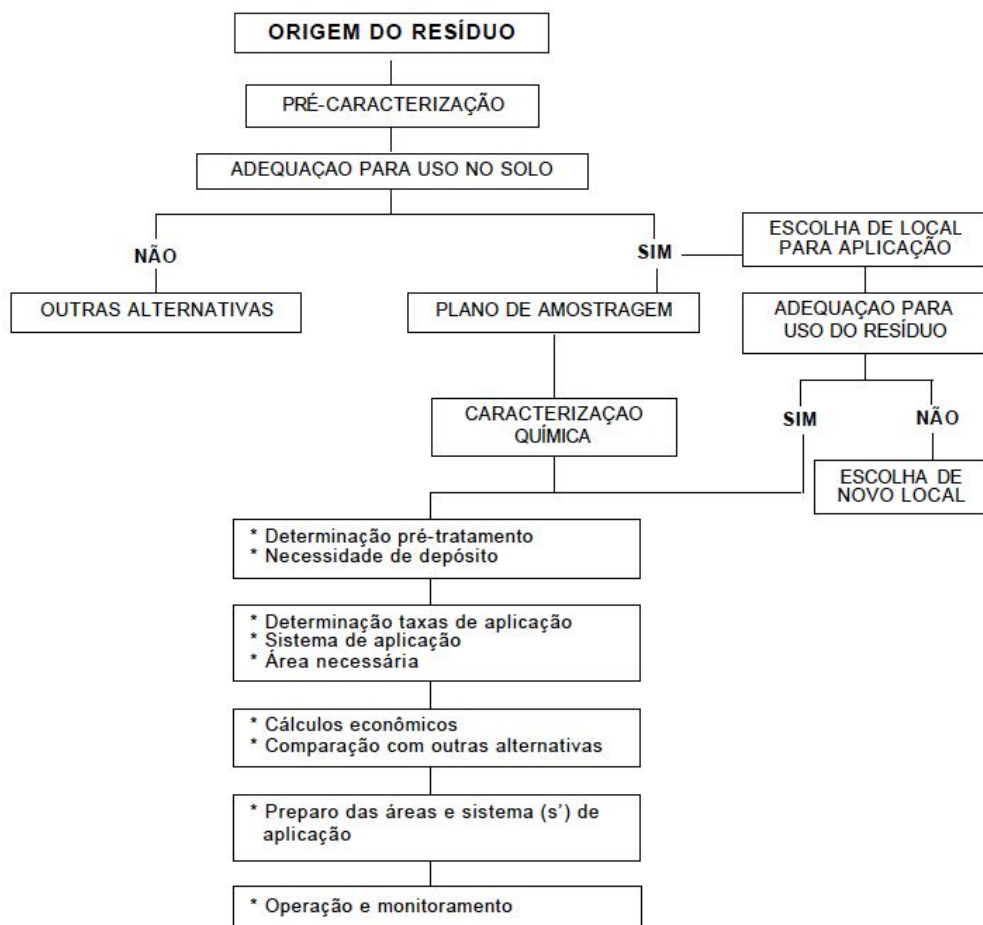 ORIGEM DO RESÍDUO
PRÉ-CARACTERIZAÇÃO
ADEQUAÇAO PARA USO NO SOLO
NÃO
SIM
ESCOLHA DE LOCAL
PARA APLICAÇÃO
OUTRAS ALTERNATIVAS
PLANO DE AMOSTRAGEM
ADEQUAÇAO PARA
USO DO RESÍDUO
CARACTERIZAÇAO
QUÍMICA
SIM
NÃO
ESCOLHA DE
NOVO LOCAL
* Determinação pré-tratamento
* Necessidade de depósito
* Determinação taxas de aplicação
* Sistema de aplicação
* Área necessária
* Cálculos econômicos
* Comparação com outras alternativas
* Preparo das áreas e sistema (s’) de
aplicação
* Operação e monitoramento